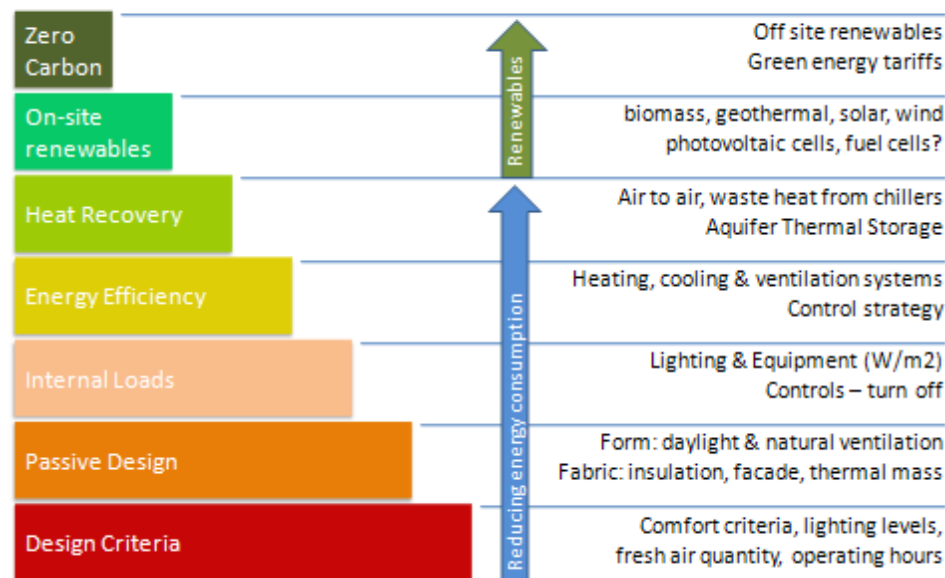 Zero
Carbon
Off site renewables
Green energy tariffs
On-site
renewables
biomass, geothermal, solar, wind
photovoltaic cells, fuel cells?
Renewables
Heat Recovery
Air to air, waste heat from chillers
Aquifer Thermal Storage
Energy Efficiency
Heating, cooling & ventilation systems
Control strategy
Internal Loads
Lighting & Equipment (W/m2)
Controls – turn off
Passive Design
Form: daylight & natural ventilation
Fabric: insulation, facade, thermal mass
Design Criteria
Comfort criteria, lighting levels,
fresh air quantity, operating hours
Reducing energy consumption